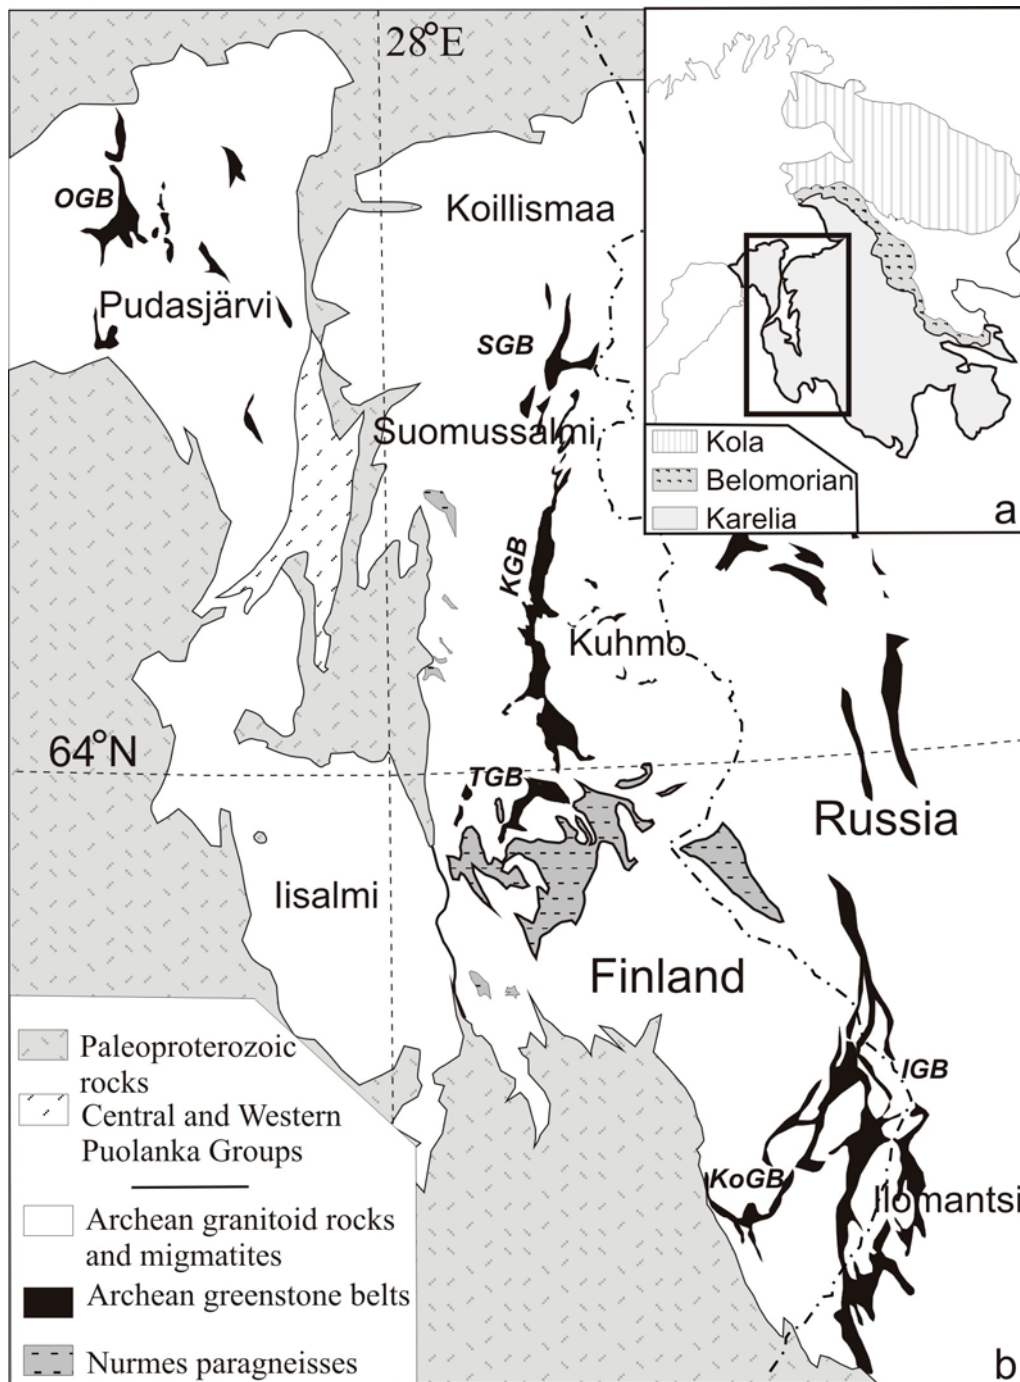 28°E
OGB
Koillismaa
Pudasjärvi
SGB
Suomussalmi
Kola
Belomorian
Karelia
a
KGB
Kuhmo
64°N
TGB
Russia
Iisalmi
Finland
Paleoproterozoic
rocks
Central and Western
Puolanka Groups
IGB
KoGB
Ilomantsi
Archean granitoid rocks
and migmatites
Archean greenstone belts
Nurmes paragneisses
b